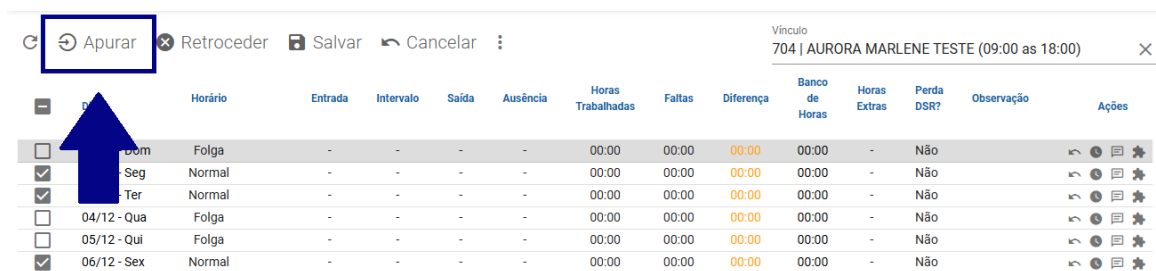 Apurar Retroceder Salvar Cancelar
Vínculo
704 | AURORA MARLENE TESTE (09:00 as 18:00)
Horário Entrada Intervalo Saída Ausência Horas Trabalhadas Faltas Diferença Banco de Horas Horas Extras Perda DSR? Observação Ações
Dom Folga - - - - 00:00 00:00 00:00 00:00 - Não
- Seg Normal - - - - 00:00 00:00 00:00 00:00 - Não
- Ter Normal - - - - 00:00 00:00 00:00 00:00 - Não
04/12 - Qua Folga - - - - 00:00 00:00 00:00 00:00 - Não
05/12 - Qui Folga - - - - 00:00 00:00 00:00 00:00 - Não
06/12 - Sex Normal - - - - 00:00 00:00 00:00 00:00 - Não